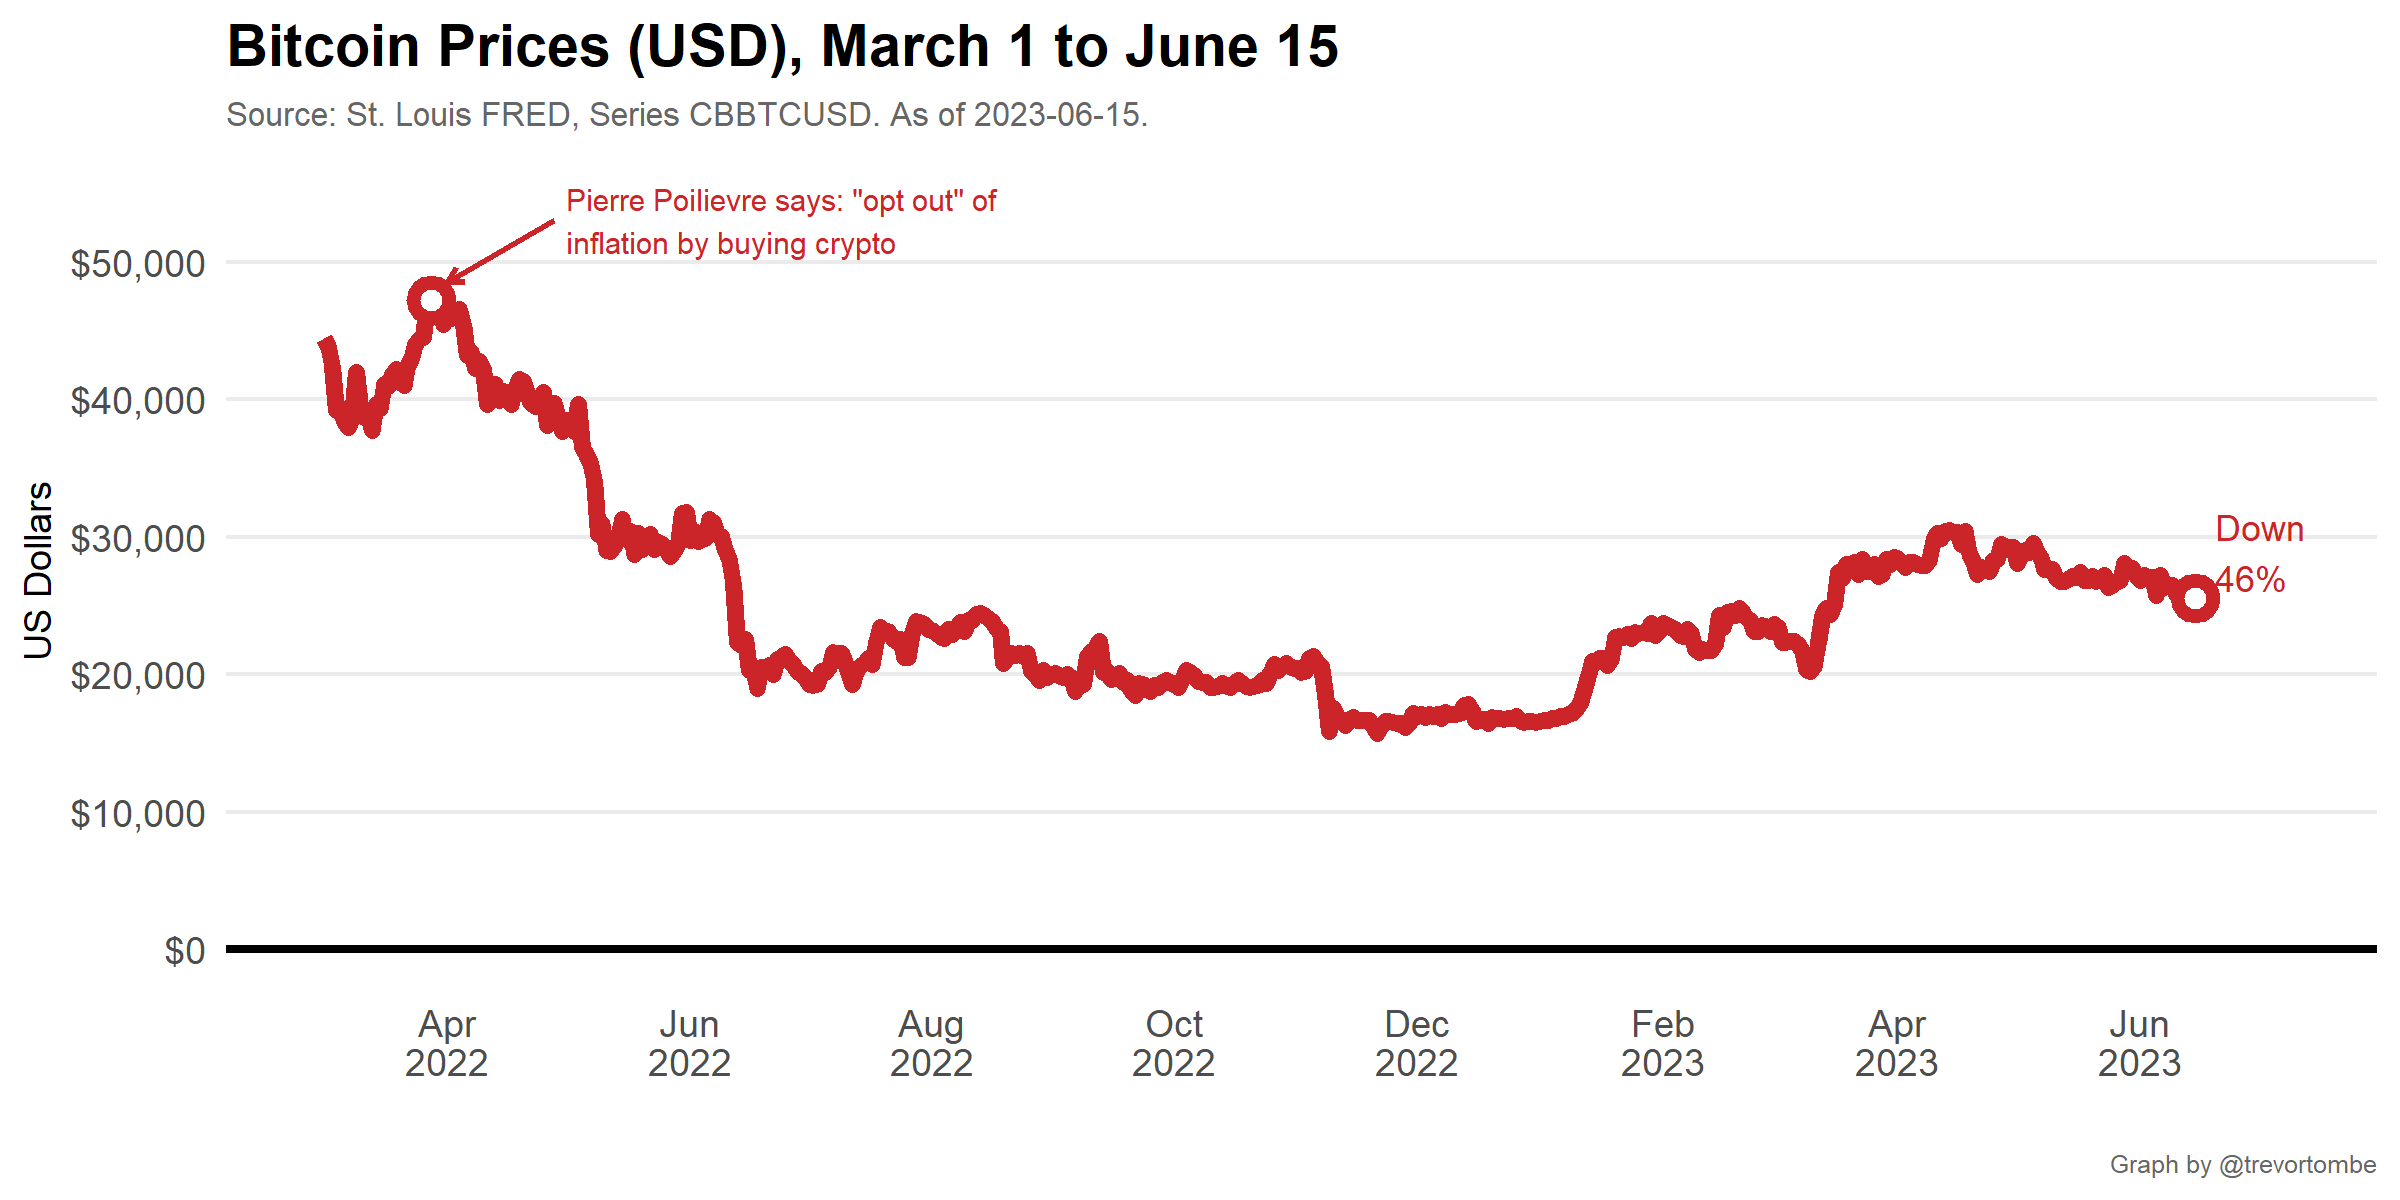 Bitcoin Prices (USD), March 1 to June 15
Source: St. Louis FRED, Series CBBTCUSD. As of 2023-06-15.
Pierre Poilievre says: "opt out" of
inflation by buying crypto
$50,000
$40,000
$30,000
$20,000
$10,000
$0
US Dollars
Down
46%
Apr
2022
Jun
2022
Aug
2022
Oct
2022
Dec
2022
Feb
2023
Apr
2023
Jun
2023
Graph by @trevortombe